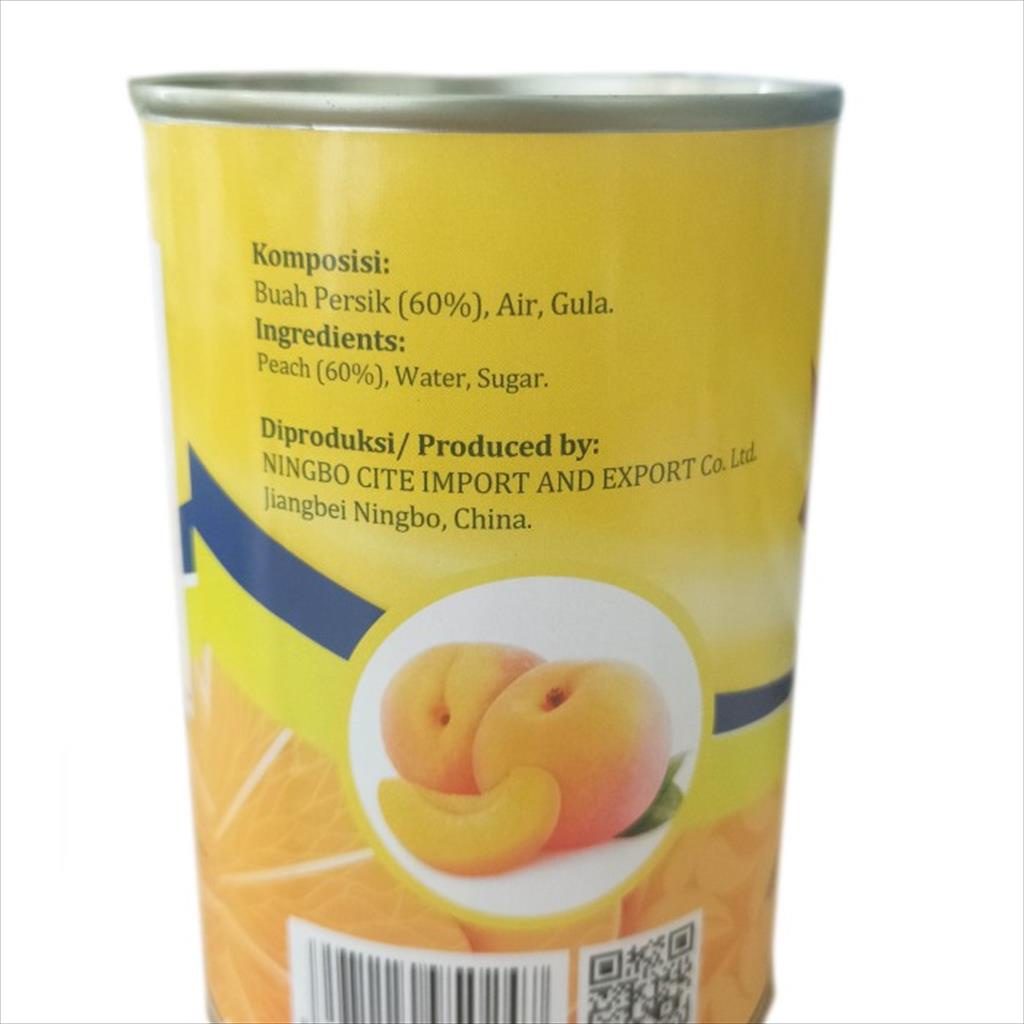 Komposisi:
Buah Persik (60%), Air, Gula.
Ingredients:
Peach (60%), Water, Sugar.
Diproduksi/ Produced by:
NINGBO CITE IMPORT AND EXPORT Co. Ltd.
Jiangbei Ningbo, China.